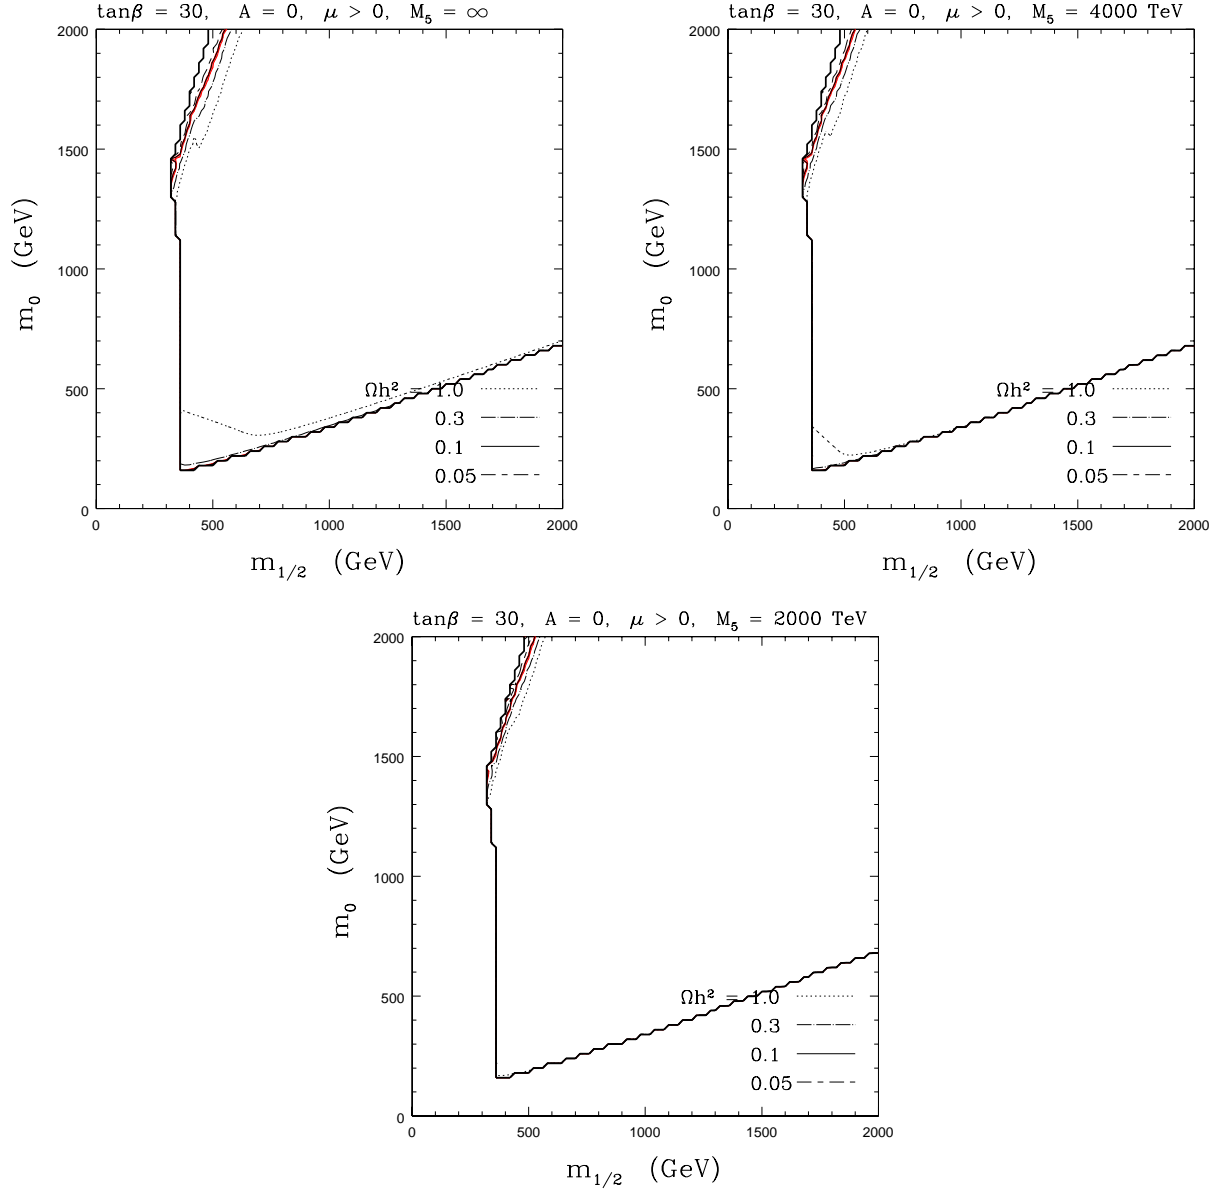 tanβ = 30, A = 0, μ > 0, M₅ = ∞
2000
1500
1000
500
0
m₀ (GeV)
Ωh² = 1.0
0.3
0.1
0.05
0 500 1000 1500 2000
m₁/₂ (GeV)
tanβ = 30, A = 0, μ > 0, M₅ = 4000 TeV
2000
1500
1000
500
0
m₀ (GeV)
Ωh² = 1.0
0.3
0.1
0.05
0 500 1000 1500 2000
m₁/₂ (GeV)
tanβ = 30, A = 0, μ > 0, M₅ = 2000 TeV
2000
1500
1000
500
0
m₀ (GeV)
Ωh² = 1.0
0.3
0.1
0.05
0 500 1000 1500 2000
m₁/₂ (GeV)